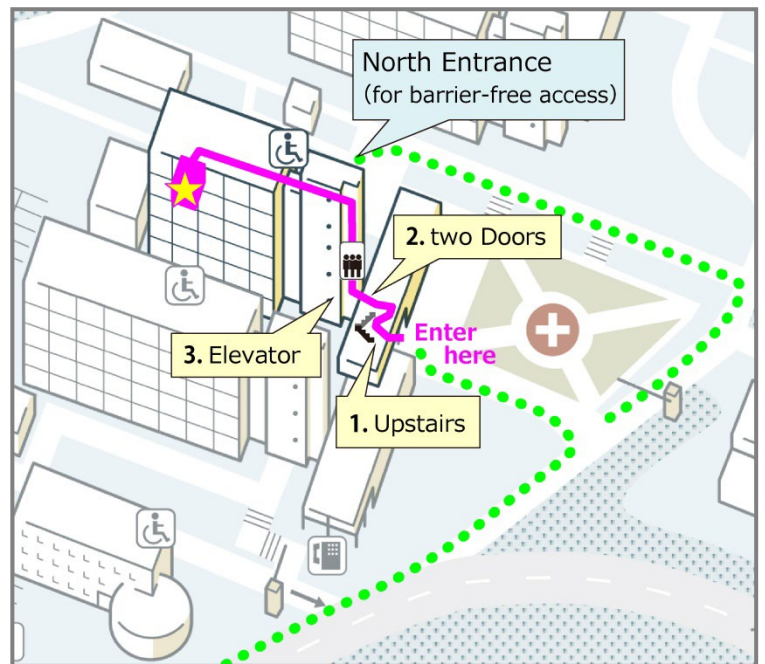 North Entrance
(for barrier-free access)
2. two Doors
Enter
here
3. Elevator
1. Upstairs